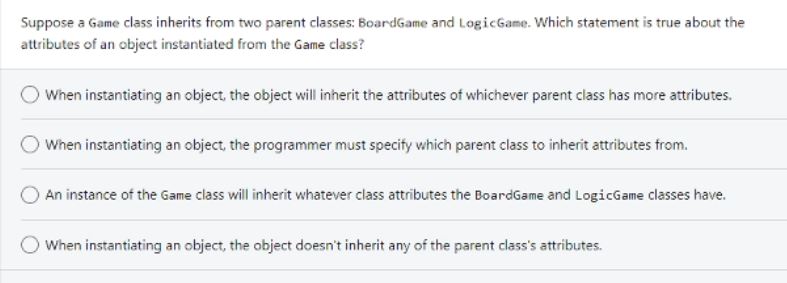 Suppose a Game class inherits from two parent classes: BoardGame and LogicGame. Which statement is true about the
attributes of an object instantiated from the Game class?
When instantiating an object, the object will inherit the attributes of whichever parent class has more attributes.
When instantiating an object, the programmer must specify which parent class to inherit attributes from.
An instance of the Game class will inherit whatever class attributes the BoardGame and LogicGame classes have.
When instantiating an object, the object doesn't inherit any of the parent class's attributes.